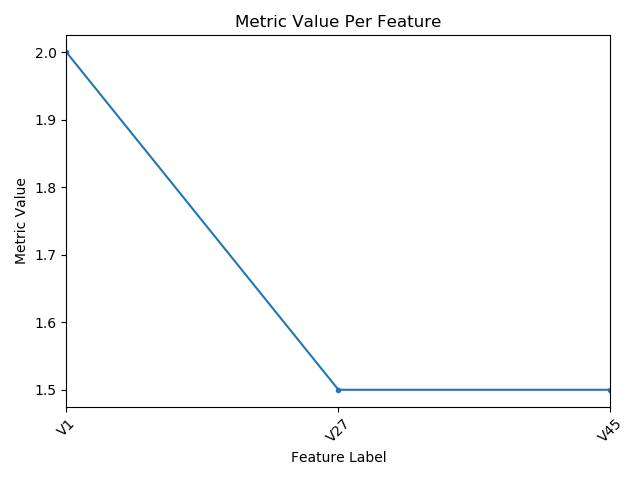 Metric Value Per Feature
Metric Value
2.0
1.9
1.8
1.7
1.6
1.5
V1
V27
V45
Feature Label